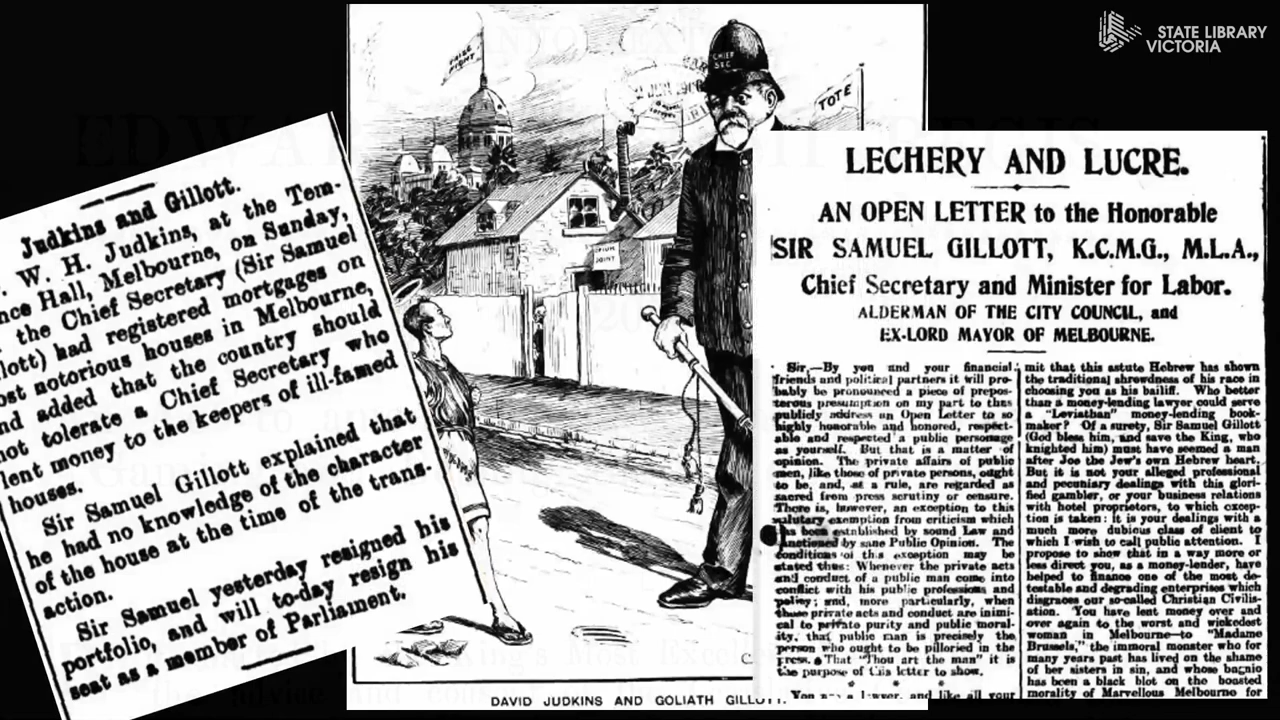 STATE LIBRARY
VICTORIA
Judkins and Gillott.
W. H. Judkins, at the Tem-
nce Hall, Melbourne, on Sunday,
the Chief Secretary (Sir Samuel
llott) had registered mortgages on
ost notorious houses in Melbourne,
nd added that the country should
not tolerate a Chief Secretary who
lent money to the keepers of ill-famed
houses.
Sir Samuel Gillott explained that
he had no knowledge of the character
of the house at the time of the trans-
action.
Sir Samuel yesterday resigned his
portfolio, and will to-day resign his
seat as a member of Parliament.
PRIZE
FIGHT
CHIEF
SEC
TOTE
OPIUM
JOINT
DAVID JUDKINS AND GOLIATH GILLOTT.
LECHERY AND LUCRE.
AN OPEN LETTER to the Honorable
SIR SAMUEL GILLOTT, K.C.M.G., M.L.A.,
Chief Secretary and Minister for Labor.
ALDERMAN OF THE CITY COUNCIL, and
EX-LORD MAYOR OF MELBOURNE.
Sir,—By you and your financial
friends and political partners it will pro-
bably be pronounced a piece of prepos-
terous presumption on my part to thus
publicly address an Open Letter to so
highly honorable and honored, respect-
able and respected a public personage
as yourself. But that is a matter of
opinion. The private affairs of public
men, like those of private persons, ought
to be, and, as a rule, are regarded as
sacred from press scrutiny or censure.
There is, however, an exception to this
salutary exemption from criticism which
has been established by sound Law and
sanctioned by sane Public Opinion. The
conditions of this exception may be
stated thus: Whenever the private acts
and conduct of a public man come into
conflict with his public professions and
policy; and, more particularly, when
those private acts and conduct are inimi-
cal to private purity and public moral-
ity, that public man is precisely the
person who ought to be pilloried in the
press. That "Thou art the man" it is
the purpose of this letter to show.
You are a lawyer, and like all your
mit that this astute Hebrew has shown
the traditional shrewdness of his race in
choosing you as his bailiff. Who better
than a money-lending lawyer could serve
a "Leviathan" money-lending book-
maker? Of a surety, Sir Samuel Gillott
(God bless him, and save the King, who
knighted him) must have seemed a man
after Joe the Jew's own Hebrew heart.
But it is not your alleged professional
and pecuniary dealings with this glori-
fied gambler, or your business relations
with hotel proprietors, to which excep-
tion is taken: it is your dealings with a
much more dubious class of client to
which I wish to call public attention. I
propose to show that in a way more or
less direct you, as a money-lender, have
helped to finance one of the most de-
testable and degrading enterprises which
disgraces our so-called Christian Civilis-
ation. You have lent money over and
over again to the worst and wickedest
woman in Melbourne—to "Madame
Brussels," the immoral monster who for
many years past has lived on the shame
of her sisters in sin, and whose bagnio
has been a black blot on the boasted
morality of Marvellous Melbourne for